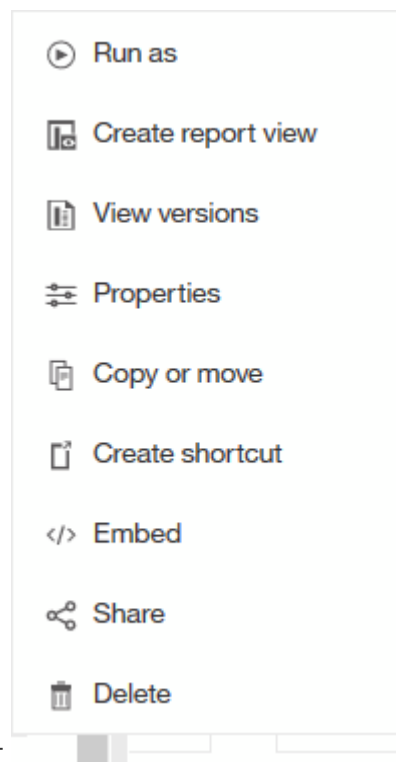 Run as
Create report view
View versions
Properties
Copy or move
Create shortcut
Embed
Share
Delete